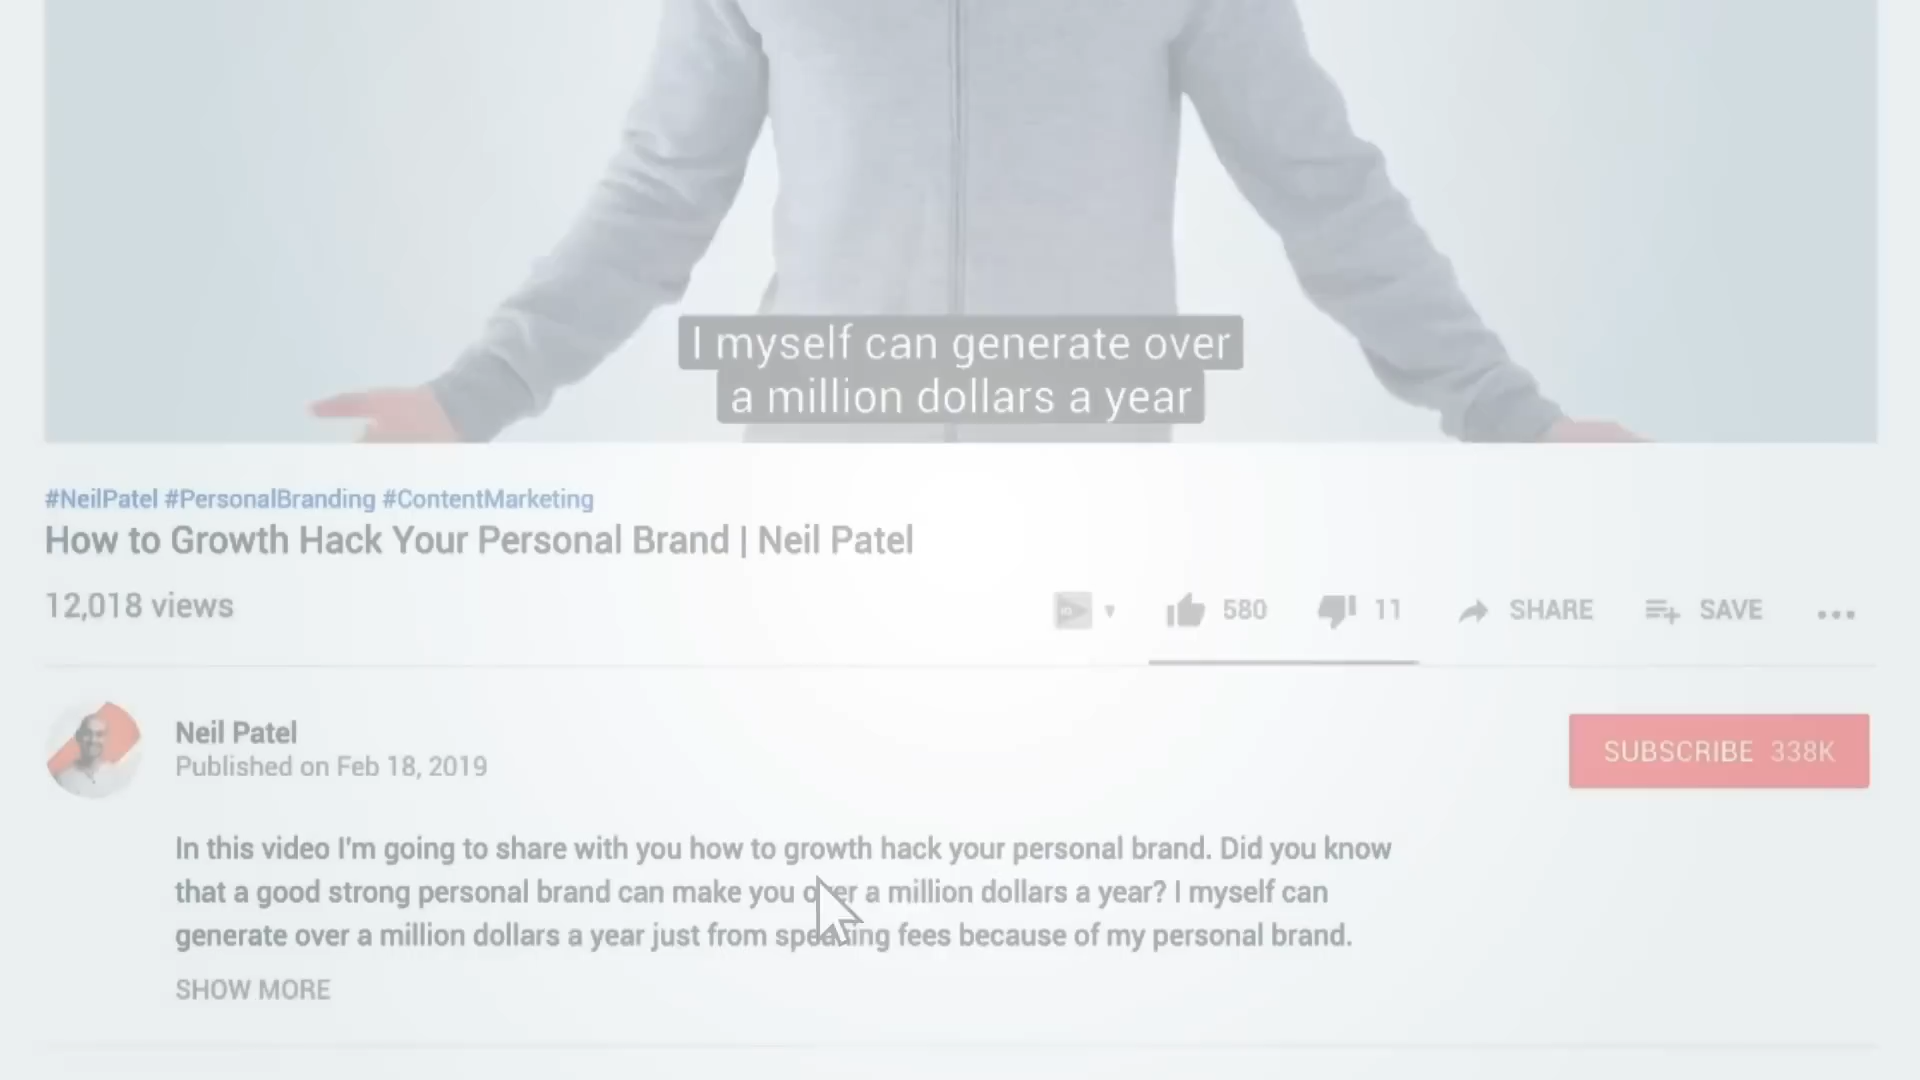 I myself can generate over
a million dollars a year
#NeilPatel #PersonalBranding #ContentMarketing
How to Growth Hack Your Personal Brand | Neil Patel
12,018 views
580
11
SHARE
SAVE
Neil Patel
Published on Feb 18, 2019
SUBSCRIBE 338K
In this video I'm going to share with you how to growth hack your personal brand. Did you know
that a good strong personal brand can make you over a million dollars a year? I myself can
generate over a million dollars a year just from speaking fees because of my personal brand.
SHOW MORE